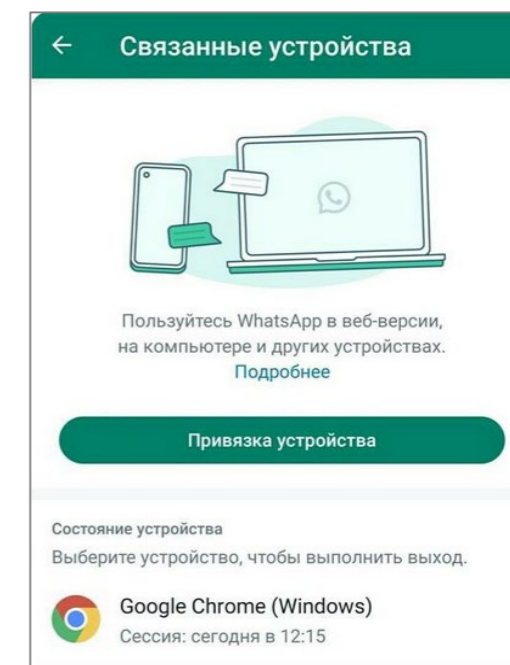 Связанные устройства
Пользуйтесь WhatsApp в веб-версии,
на компьютере и других устройствах.
Подробнее
Привязка устройства
Состояние устройства
Выберите устройство, чтобы выполнить выход.
Google Chrome (Windows)
Сессия: сегодня в 12:15